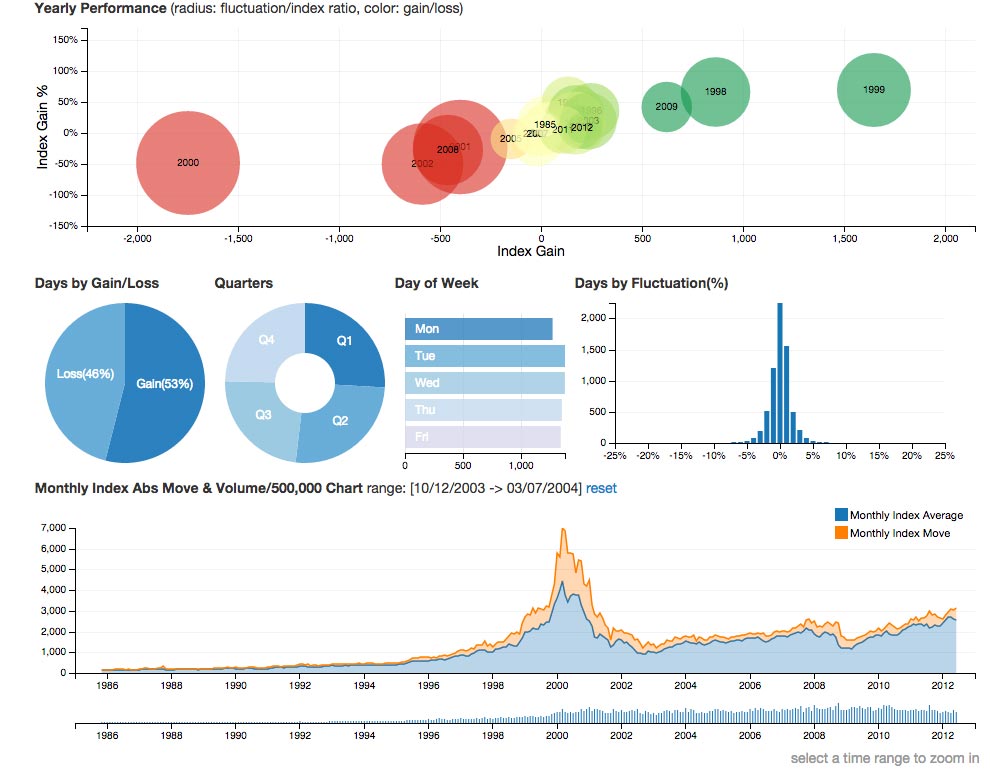 Yearly Performance (radius: fluctuation/index ratio, color: gain/loss)
150%
100%
50%
0%
-50%
-100%
-150%
Index Gain %
2000
2002
2008
1985
2012
2009
1998
1999
-2,000 -1,500 -1,000 -500 0 500 1,000 1,500 2,000
Index Gain
Days by Gain/Loss Quarters Day of Week Days by Fluctuation(%)
Loss(46%) Gain(53%)
Q4 Q1
Q3 Q2
Mon
Tue
Wed
Thu
Fri
0 500 1,000
2,000
1,500
1,000
500
0
-25% -20% -15% -10% -5% 0% 5% 10% 15% 20% 25%
Monthly Index Abs Move & Volume/500,000 Chart range: [10/12/2003 -> 03/07/2004] reset
Monthly Index Average
Monthly Index Move
7,000
6,000
5,000
4,000
3,000
2,000
1,000
0
1986 1988 1990 1992 1994 1996 1998 2000 2002 2004 2006 2008 2010 2012
1986 1988 1990 1992 1994 1996 1998 2000 2002 2004 2006 2008 2010 2012
select a time range to zoom in